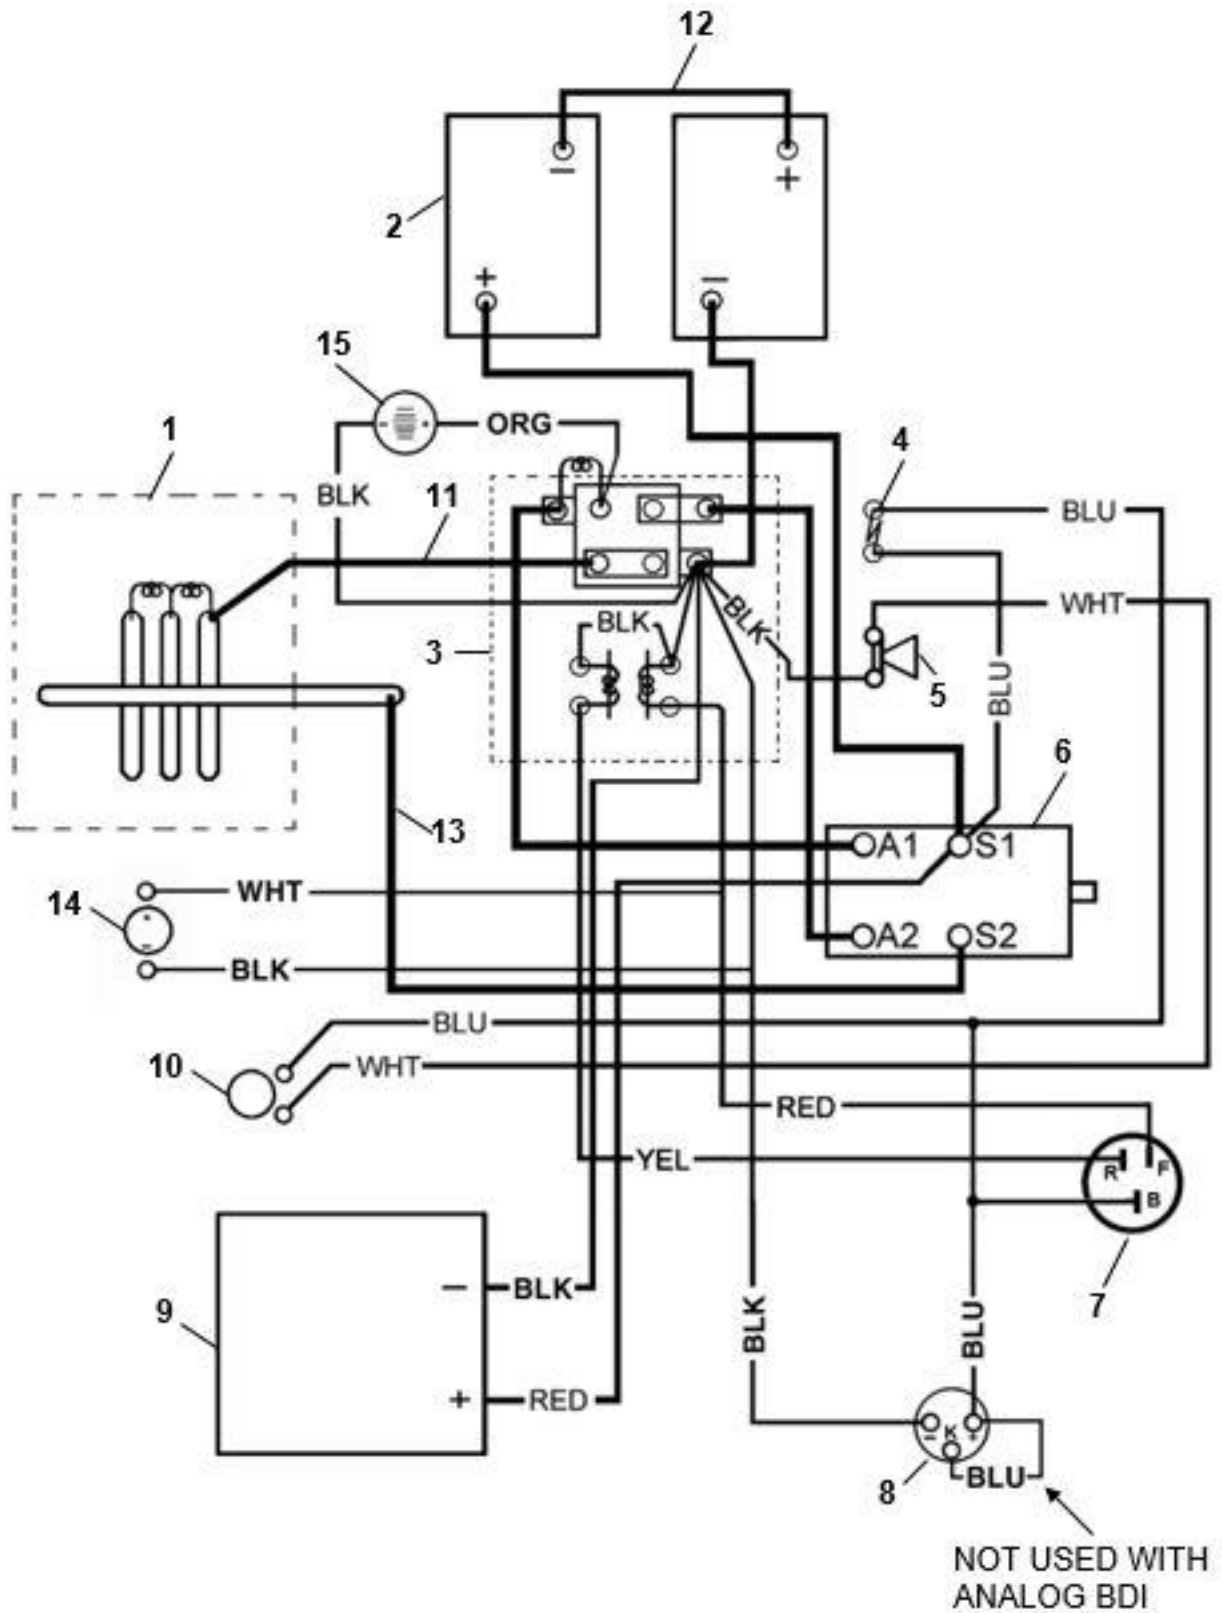 12
+
2
+
15
- +
ORG
1
4
BLK
11
BLU
WHT
BLK
BLK
3
5
BLU
6
13
A1
S1
WHT
14
+
-
A2
S2
BLK
BLU
10
WHT
RED
YEL
R
F
B
7
BLK
9
BLK
BLU
+
RED
- K +
8
BLU
NOT USED WITH
ANALOG BDI